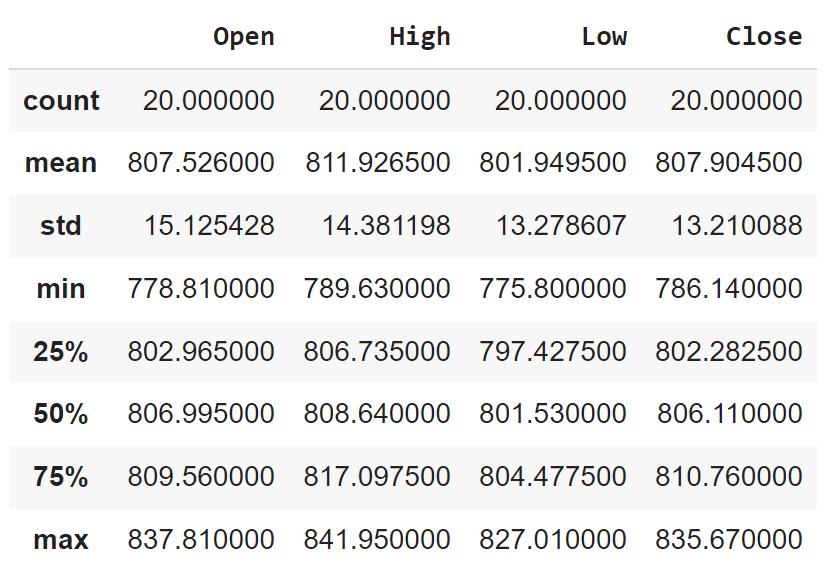 Open High Low Close
count 20.000000 20.000000 20.000000 20.000000
mean 807.526000 811.926500 801.949500 807.904500
std 15.125428 14.381198 13.278607 13.210088
min 778.810000 789.630000 775.800000 786.140000
25% 802.965000 806.735000 797.427500 802.282500
50% 806.995000 808.640000 801.530000 806.110000
75% 809.560000 817.097500 804.477500 810.760000
max 837.810000 841.950000 827.010000 835.670000